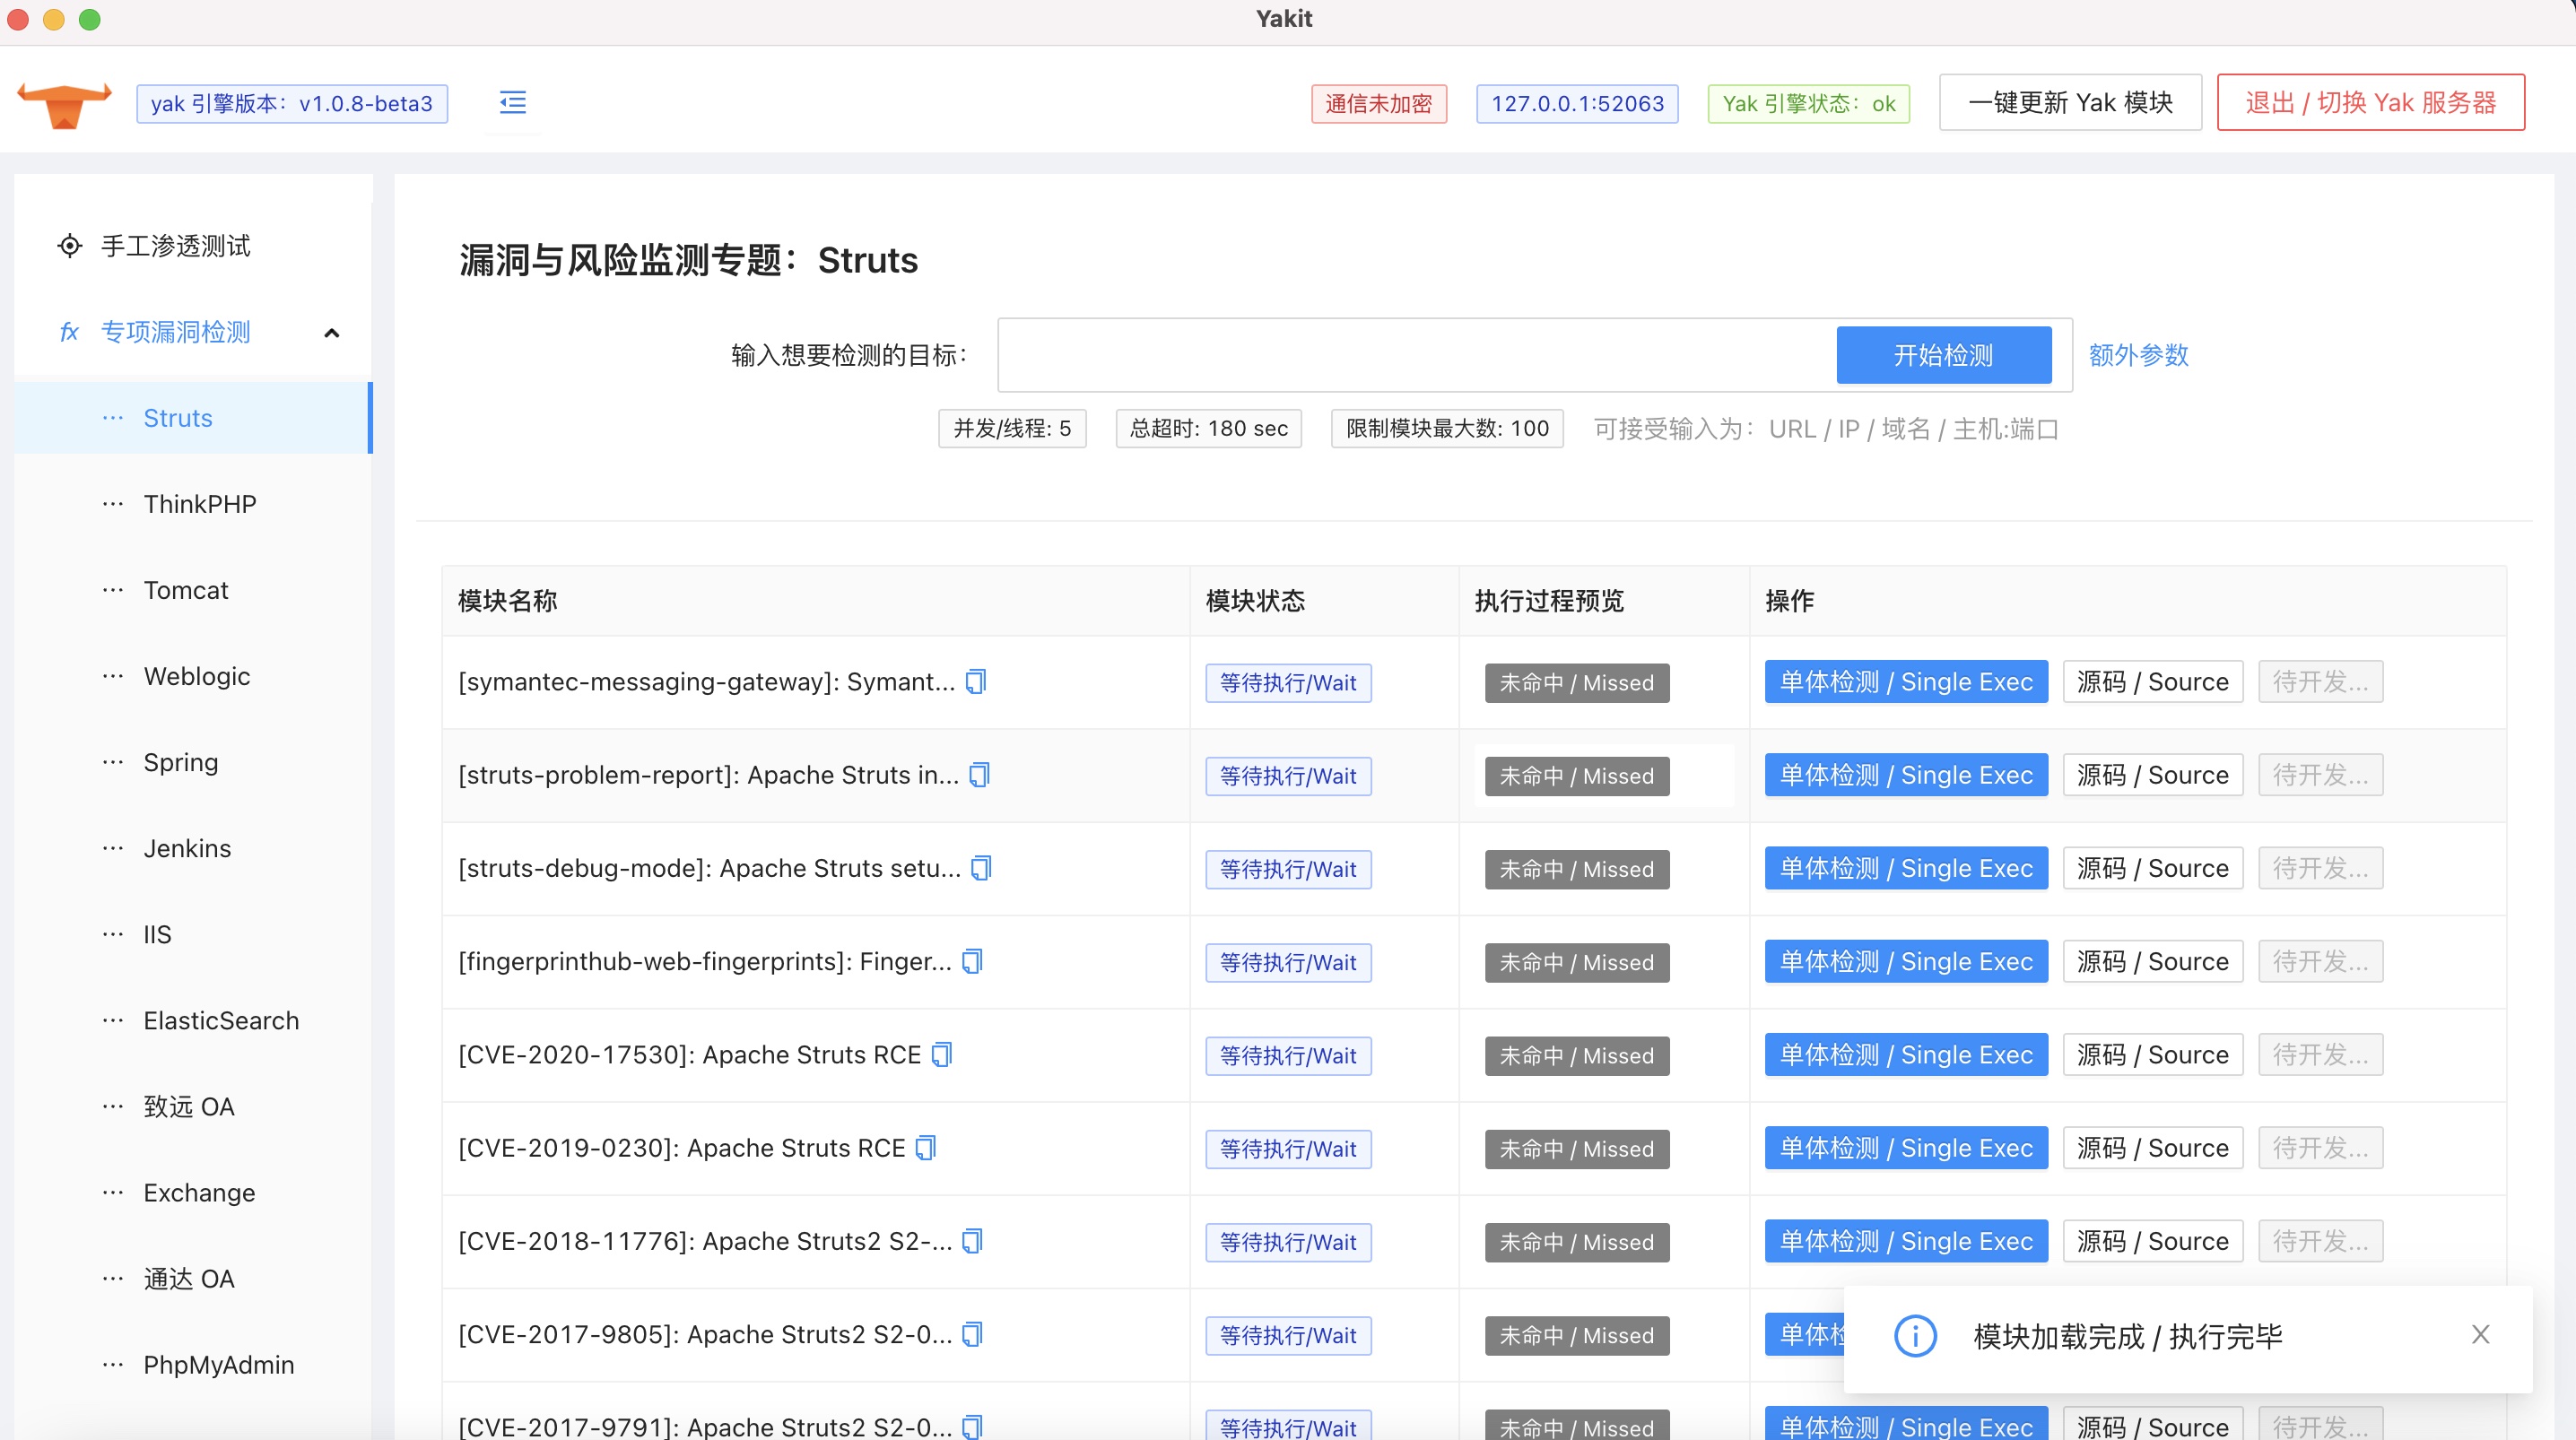 Yakit
yak 引擎版本：v1.0.8-beta3
通信未加密
127.0.0.1:52063
Yak 引擎状态：ok
一键更新 Yak 模块
退出 / 切换 Yak 服务器
手工渗透测试
fx 专项漏洞检测
Struts
ThinkPHP
Tomcat
Weblogic
Spring
Jenkins
IIS
ElasticSearch
致远 OA
Exchange
通达 OA
PhpMyAdmin
漏洞与风险监测专题：Struts
输入想要检测的目标：
开始检测
额外参数
并发/线程: 5 总超时: 180 sec 限制模块最大数: 100 可接受输入为：URL / IP / 域名 / 主机:端口
模块名称 模块状态 执行过程预览 操作
[symantec-messaging-gateway]: Symant... 等待执行/Wait 未命中 / Missed 单体检测 / Single Exec 源码 / Source 待开发...
[struts-problem-report]: Apache Struts in... 等待执行/Wait 未命中 / Missed 单体检测 / Single Exec 源码 / Source 待开发...
[struts-debug-mode]: Apache Struts setu... 等待执行/Wait 未命中 / Missed 单体检测 / Single Exec 源码 / Source 待开发...
[fingerprinthub-web-fingerprints]: Finger... 等待执行/Wait 未命中 / Missed 单体检测 / Single Exec 源码 / Source 待开发...
[CVE-2020-17530]: Apache Struts RCE 等待执行/Wait 未命中 / Missed 单体检测 / Single Exec 源码 / Source 待开发...
[CVE-2019-0230]: Apache Struts RCE 等待执行/Wait 未命中 / Missed 单体检测 / Single Exec 源码 / Source 待开发...
[CVE-2018-11776]: Apache Struts2 S2-... 等待执行/Wait 未命中 / Missed 单体检测 / Single Exec 源码 / Source 待开发...
[CVE-2017-9805]: Apache Struts2 S2-0... 等待执行/Wait 未命中 / Missed 单体
模块加载完成 / 执行完毕
[CVE-2017-9791]: Apache Struts2 S2-0... 等待执行/Wait 未命中 / Missed 单体检测 / Single Exec 源码 / Source 待开发...